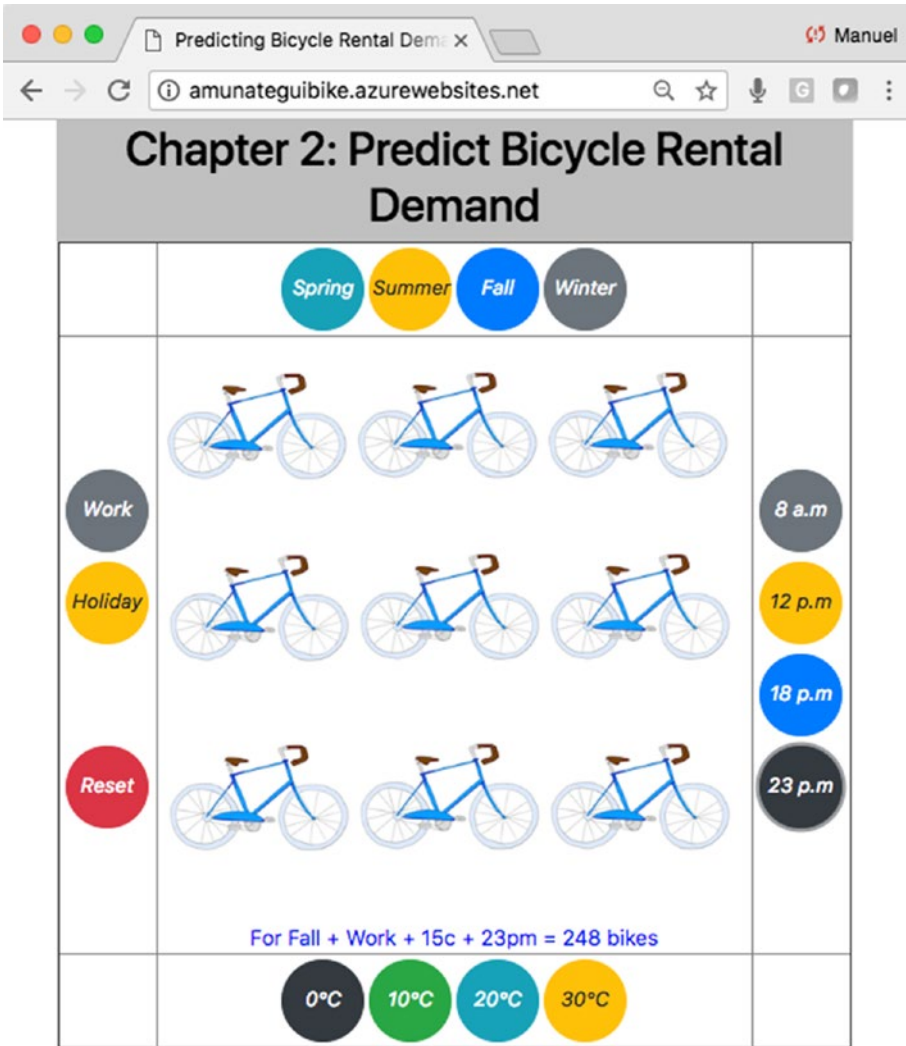 Predicting Bicycle Rental Dem
Manuel
amunateguibike.azurewebsites.net
G
Chapter 2: Predict Bicycle Rental
Demand
Spring Summer Fall Winter
Work
8 a.m
Holiday
12 p.m
18 p.m
Reset
23 p.m
For Fall + Work + 15c + 23pm = 248 bikes
0°C 10°C 20°C 30°C